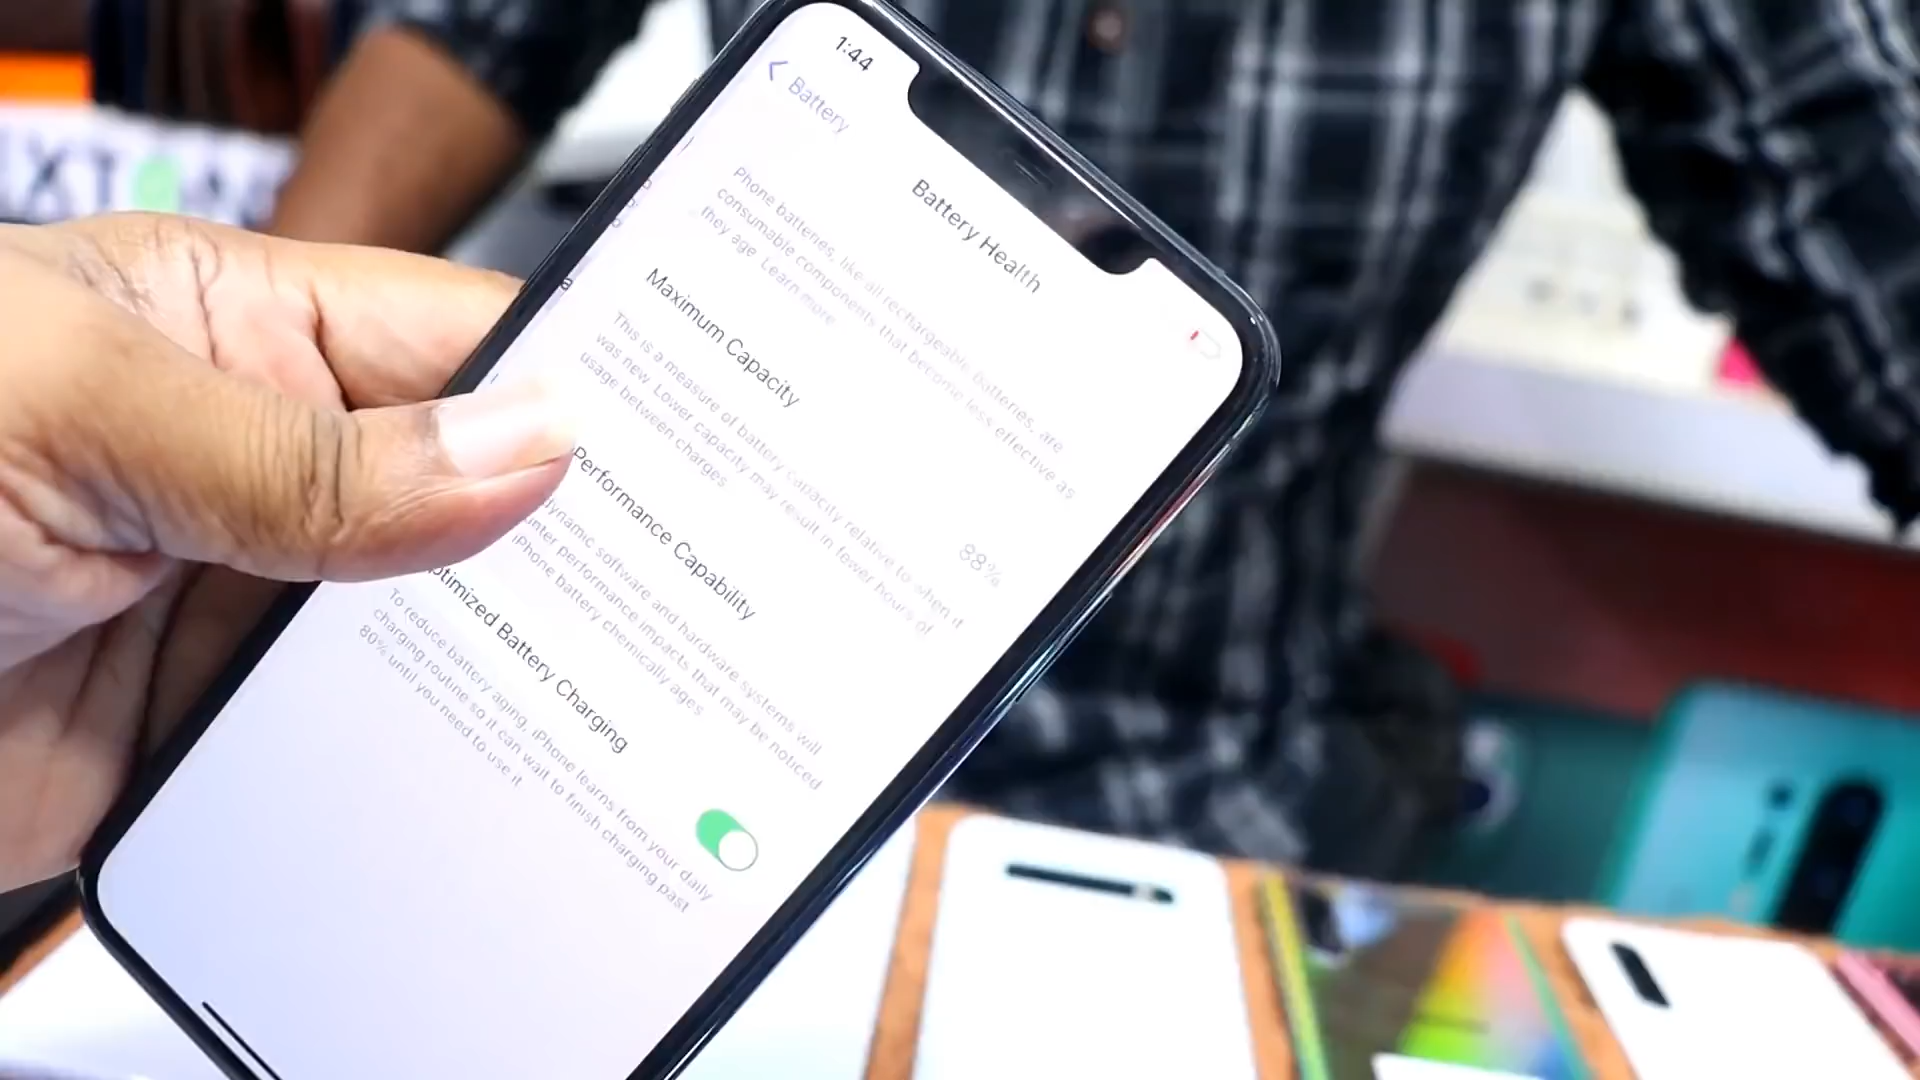 1:44
Battery
Battery Health
Phone batteries, like all rechargeable batteries, are
consumable components that become less effective as
they age. Learn more
Maximum Capacity
88%
This is a measure of battery capacity relative to when it
was new. Lower capacity may result in fewer hours of
usage between charges.
Performance Capability
dynamic software and hardware systems will
performance impacts that may be noticed
iPhone battery chemically ages.
Optimized Battery Charging
To reduce battery aging, iPhone learns from your daily
charging routine so it can wait to finish charging past
80% until you need to use it.